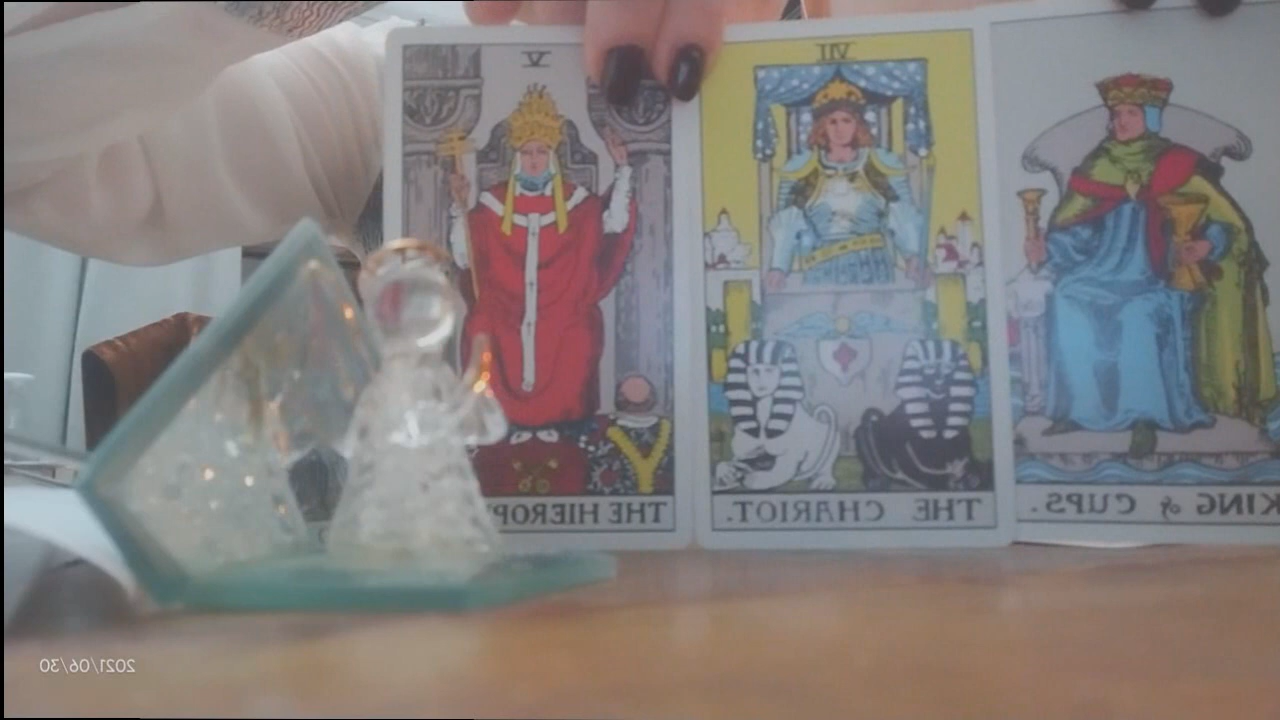 V
VII
THE HIEROP
THE CHARIOT.
KING of CUPS.
2021/06/30